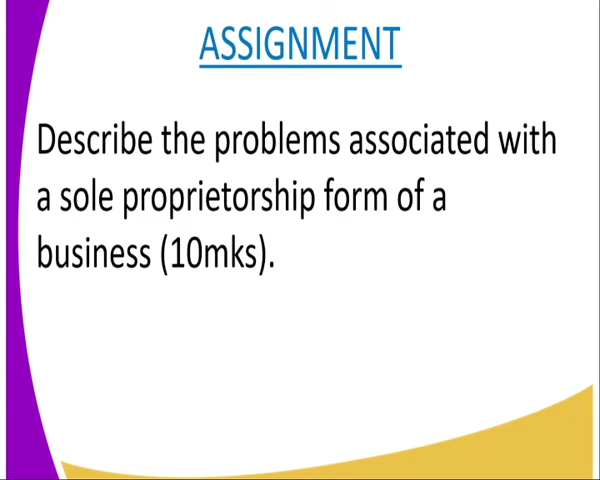 ASSIGNMENT
Describe the problems associated with
a sole proprietorship form of a
business (10mks).